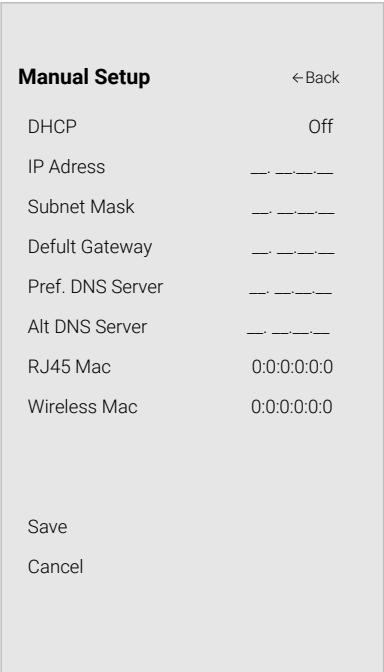 Manual Setup ←Back
DHCP Off
IP Adress __. __.__.__
Subnet Mask __. __.__.__
Defult Gateway __. __.__.__
Pref. DNS Server __. __.__.__
Alt DNS Server __. __.__.__
RJ45 Mac 0:0:0:0:0:0
Wireless Mac 0:0:0:0:0:0
Save
Cancel